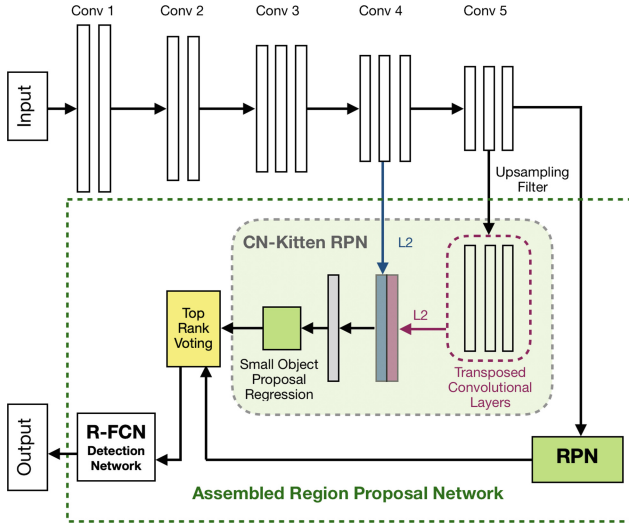 Conv 1
Conv 2
Conv 3
Conv 4
Conv 5
Input
Upsampling
Filter
CN-Kitten RPN
L2
L2
Top
Rank
Voting
Small Object
Proposal
Regression
Transposed
Convolutional
Layers
Output
R-FCN
Detection
Network
RPN
Assembled Region Proposal Network